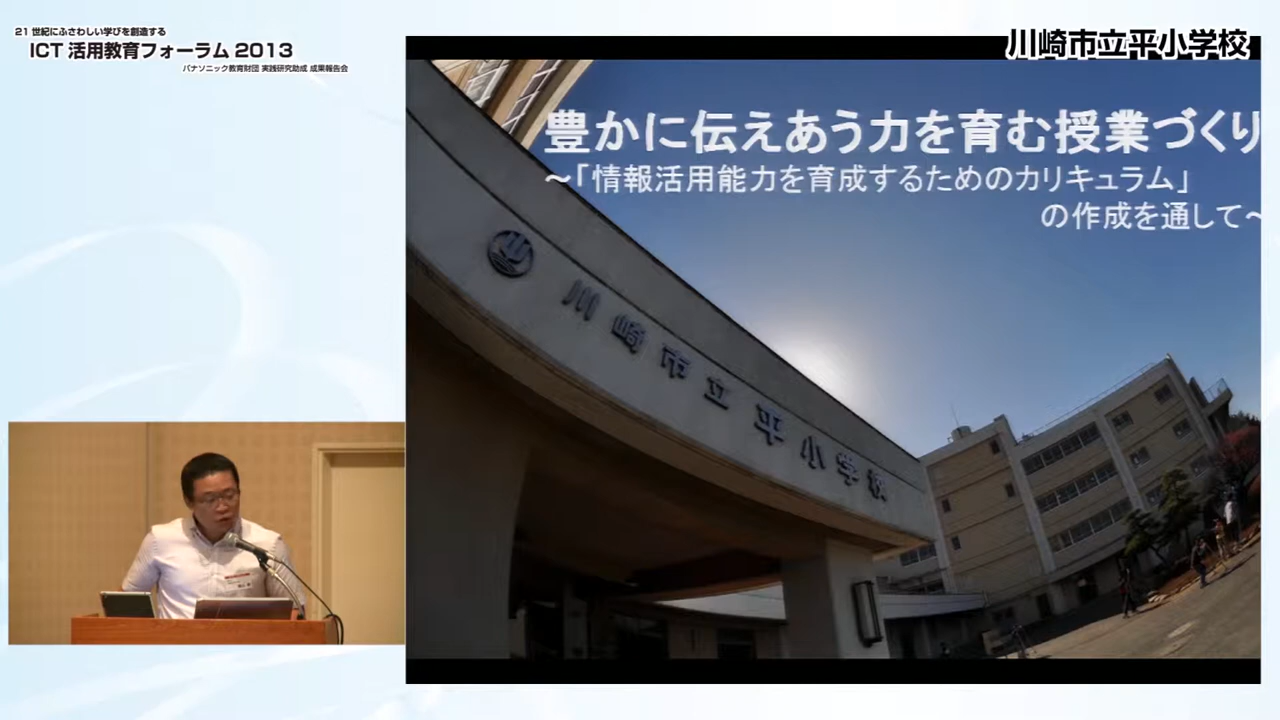 21 世紀にふさわしい学びを創造する
ICT 活用教育フォーラム 2013
パナソニック教育財団 実践研究助成 成果報告会
川崎市立平小学校
豊かに伝えあう力を育む授業づくり
～「情報活用能力を育成するためのカリキュラム」
の作成を通して～
川崎市立平小学校